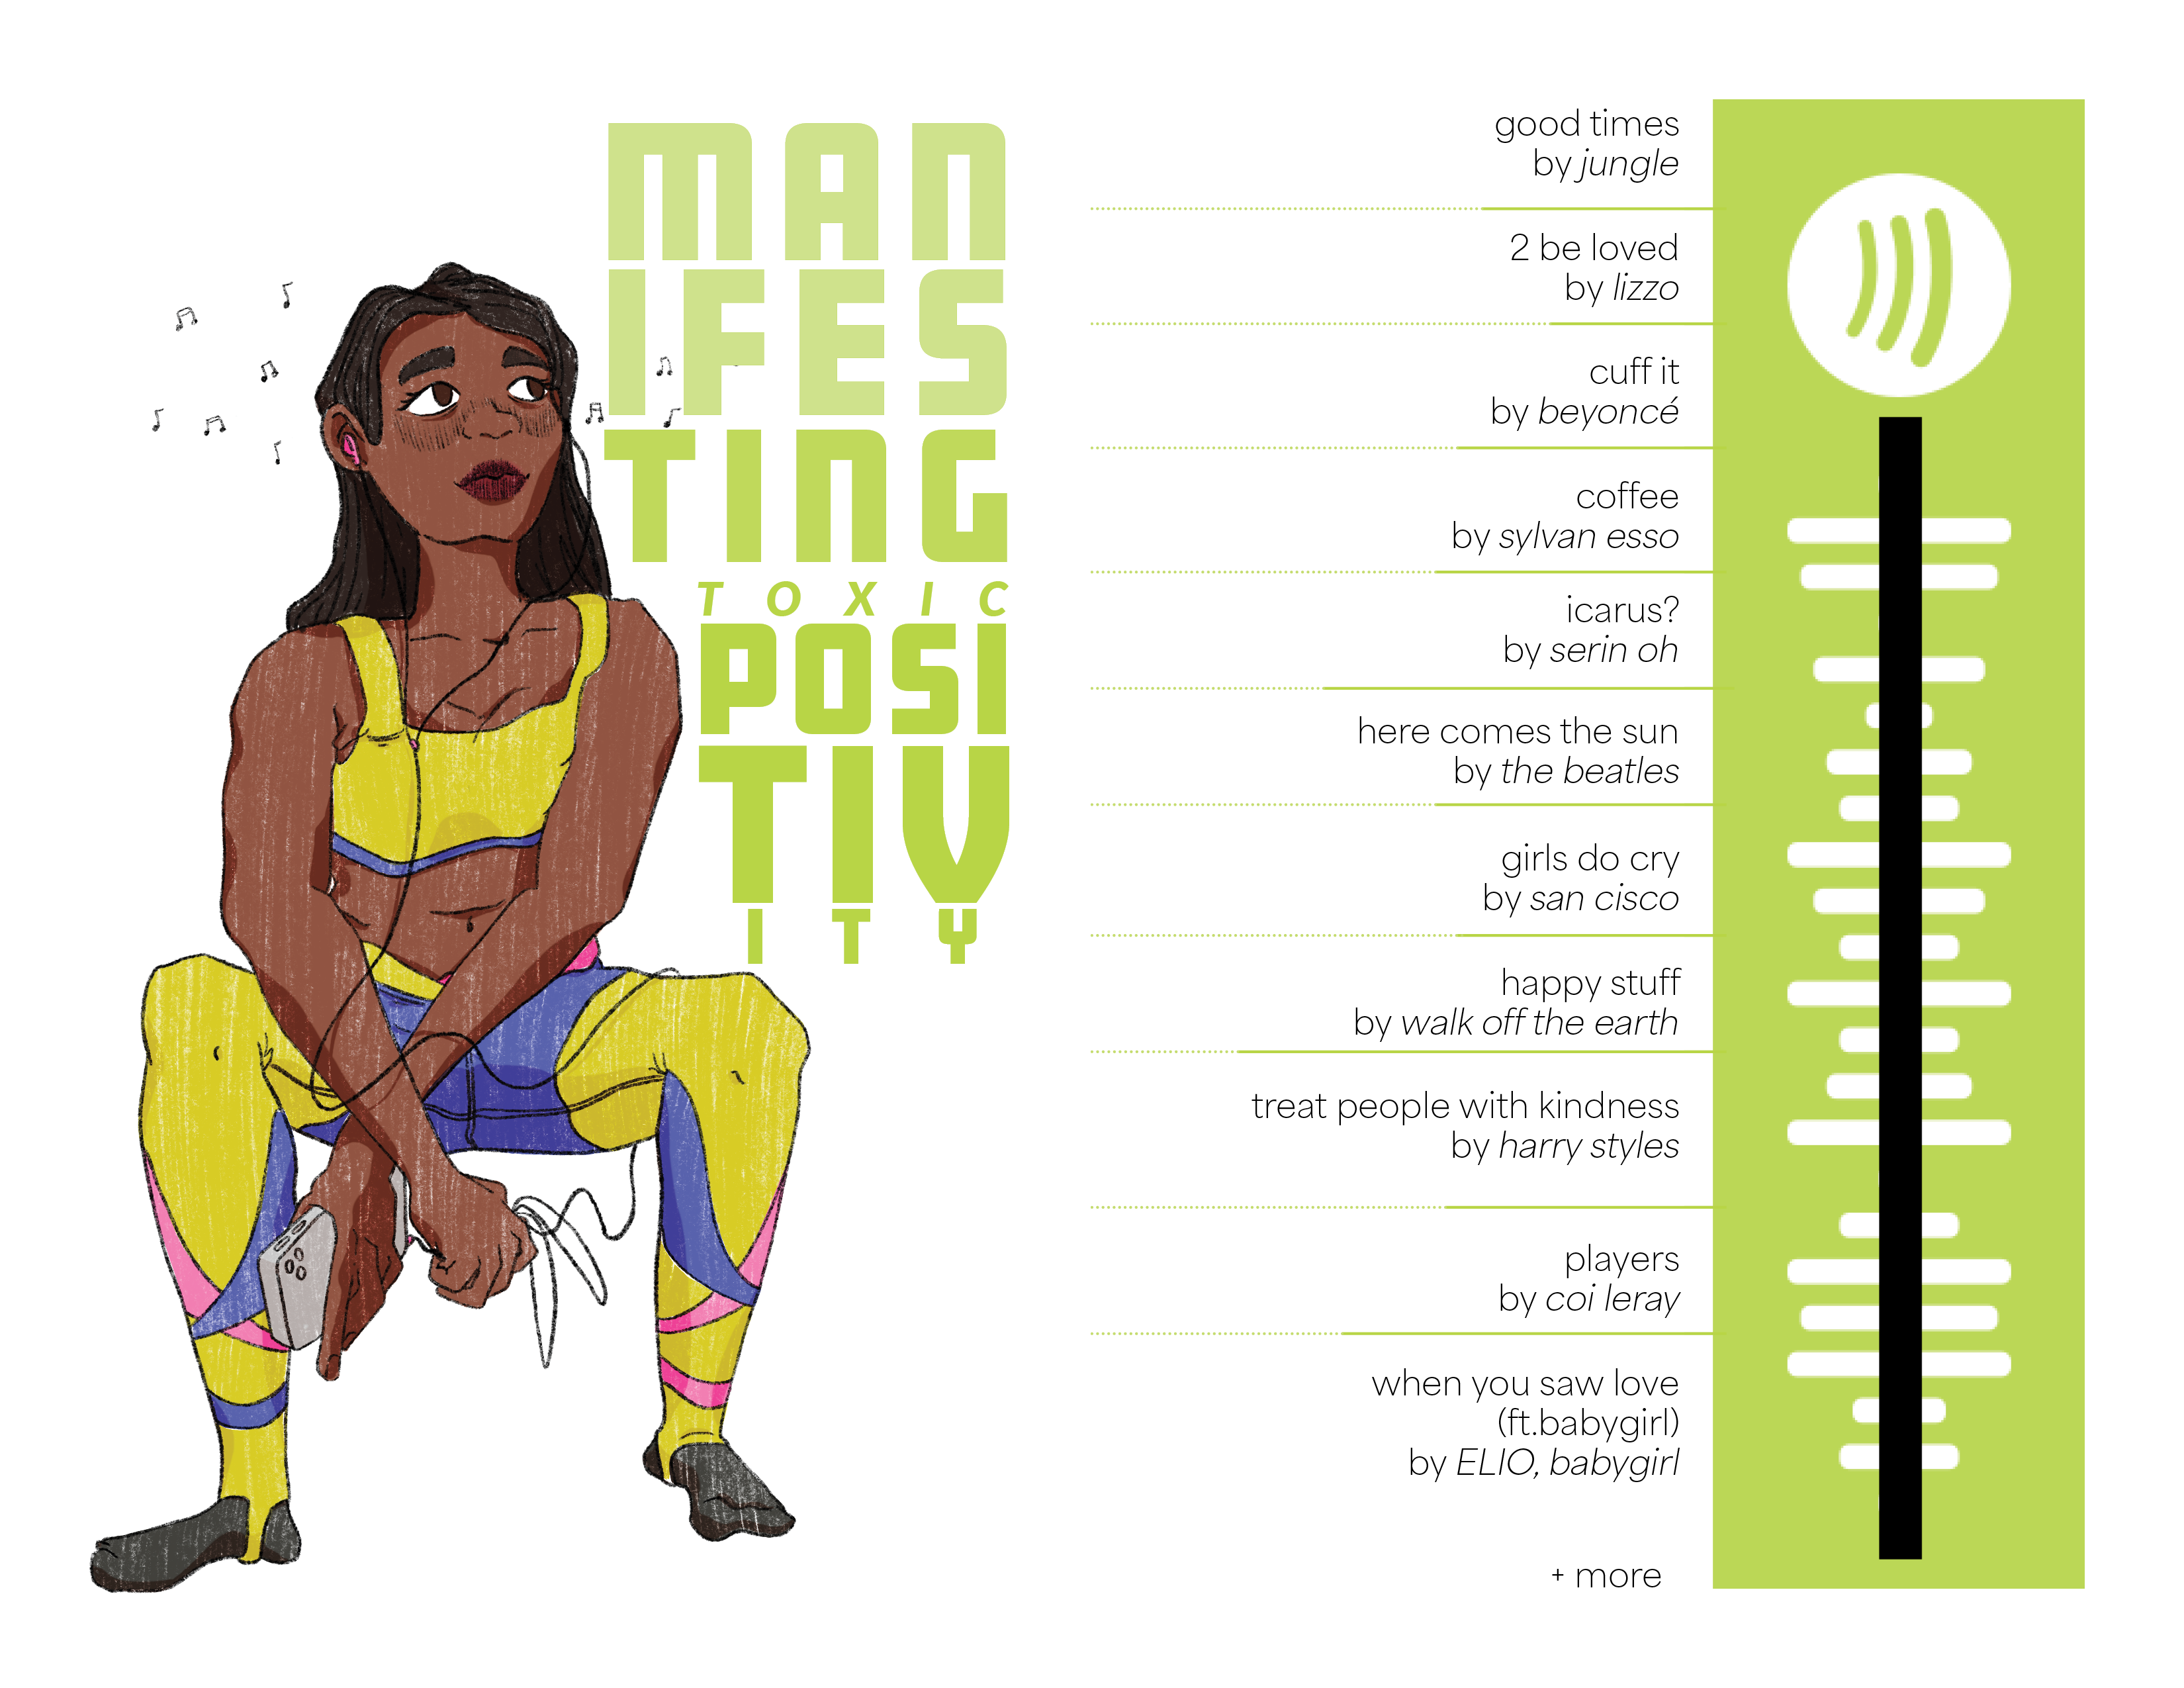 MAN
IFES
TING
TOXIC
POSI
TIV
ITY
good times
by jungle
2 be loved
by lizzo
cuff it
by beyoncé
coffee
by sylvan esso
icarus?
by serin oh
here comes the sun
by the beatles
girls do cry
by san cisco
happy stuff
by walk off the earth
treat people with kindness
by harry styles
players
by coi leray
when you saw love
(ft.babygirl)
by ELIO, babygirl
+ more